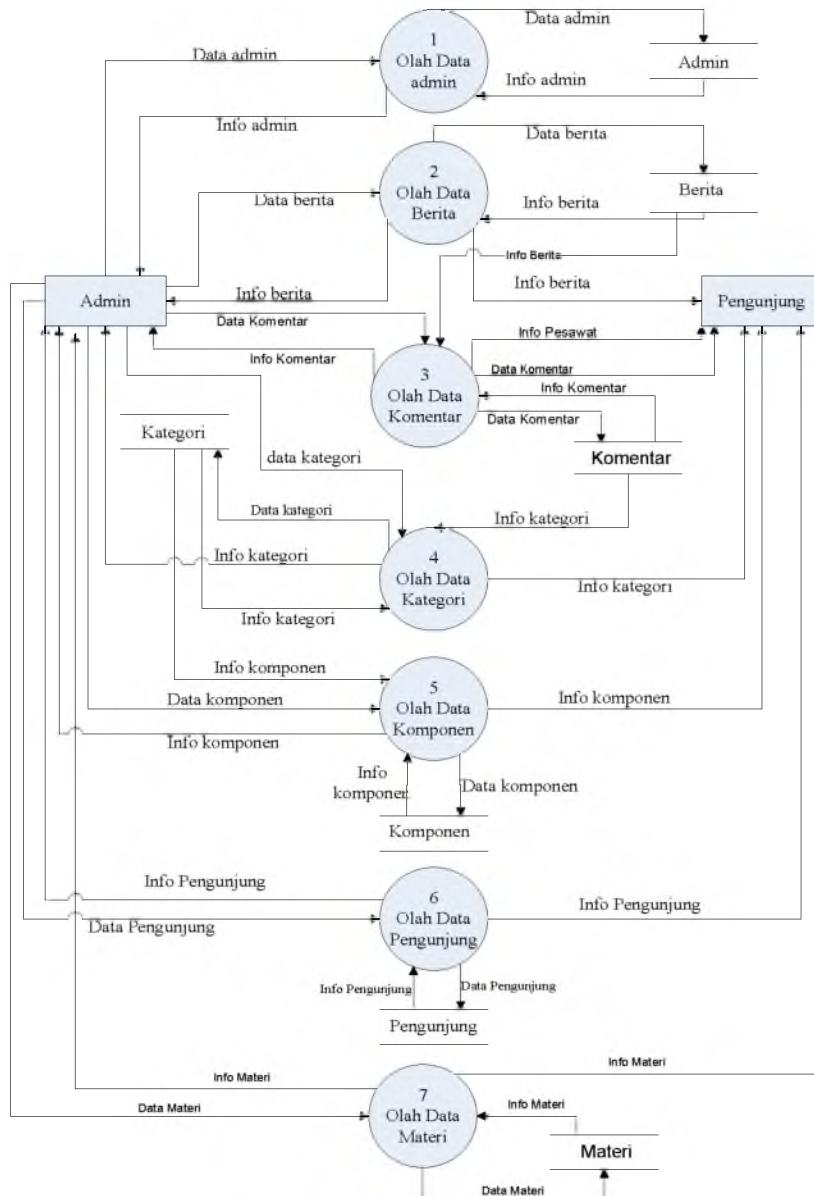 Data admin
1
Olah Data
admin
Data admin
Admin
Info admin
Info admin
Data berita
2
Olah Data
Berita
Data berita
Berita
Info berita
Info Berita
Admin
Info berita
Info berita
Pengunjung
Data Komentar
Info Pesawat
Info Komentar
3
Olah Data
Komentar
Data Komentar
Info Komentar
Data Komentar
Kategori
Komentar
data kategori
Data kategori
Info kategori
4
Olah Data
Kategori
Info kategori
Info kategori
Info kategori
Info komponen
5
Olah Data
Komponen
Data komponen
Info komponen
Info komponen
Info
komponen
Data komponen
Komponen
Info Pengunjung
6
Olah Data
Pengunjung
Info Pengunjung
Data Pengunjung
Info Pengunjung
Data Pengunjung
Pengunjung
Info Materi
Info Materi
7
Olah Data
Materi
Data Materi
Info Materi
Materi
Data Materi